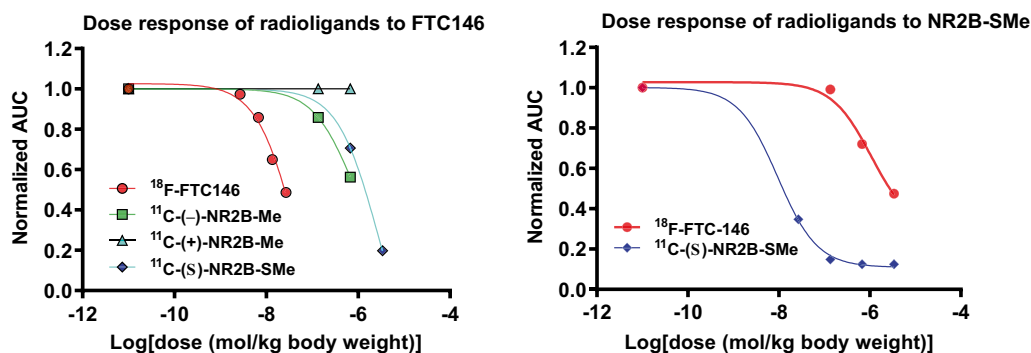 Dose response of radioligands to FTC146
Normalized AUC
1.2
1.0
0.8
0.6
0.4
0.2
0.0
¹⁸F-FTC146
¹¹C-(–)-NR2B-Me
¹¹C-(+)-NR2B-Me
¹¹C-(S)-NR2B-SMe
-12
-10
-8
-6
-4
Log[dose (mol/kg body weight)]
Dose response of radioligands to NR2B-SMe
Normalized AUC
1.2
1.0
0.8
0.6
0.4
0.2
0.0
¹⁸F-FTC-146
¹¹C-(S)-NR2B-SMe
-12
-10
-8
-6
-4
Log[dose (mol/kg body weight)]